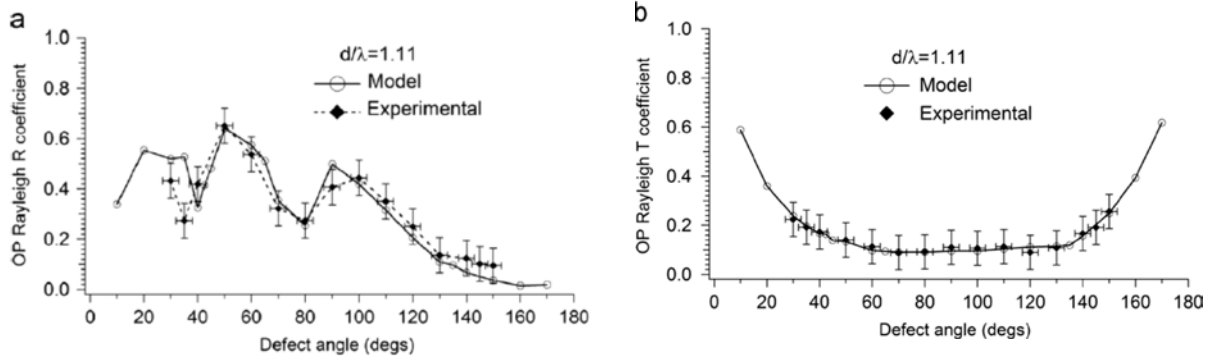 a
d/λ=1.11
Model
Experimental
OP Rayleigh R coefficient
1.0
0.8
0.6
0.4
0.2
0.0
0 20 40 60 80 100 120 140 160 180
Defect angle (degs)
b
d/λ=1.11
Model
Experimental
OP Rayleigh T coefficient
1.0
0.8
0.6
0.4
0.2
0.0
0 20 40 60 80 100 120 140 160 180
Defect angle (degs)